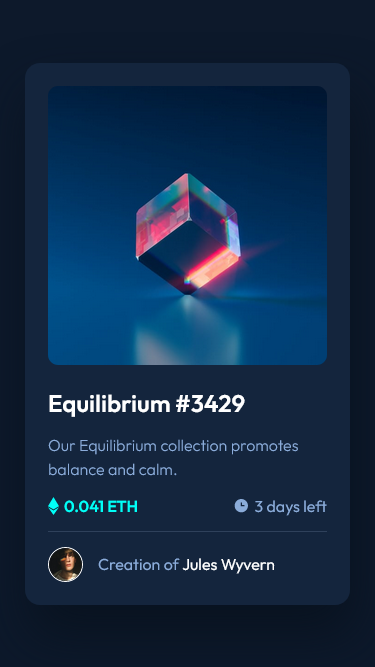 Equilibrium #3429
Our Equilibrium collection promotes
balance and calm.
0.041 ETH
3 days left
Creation of Jules Wyvern